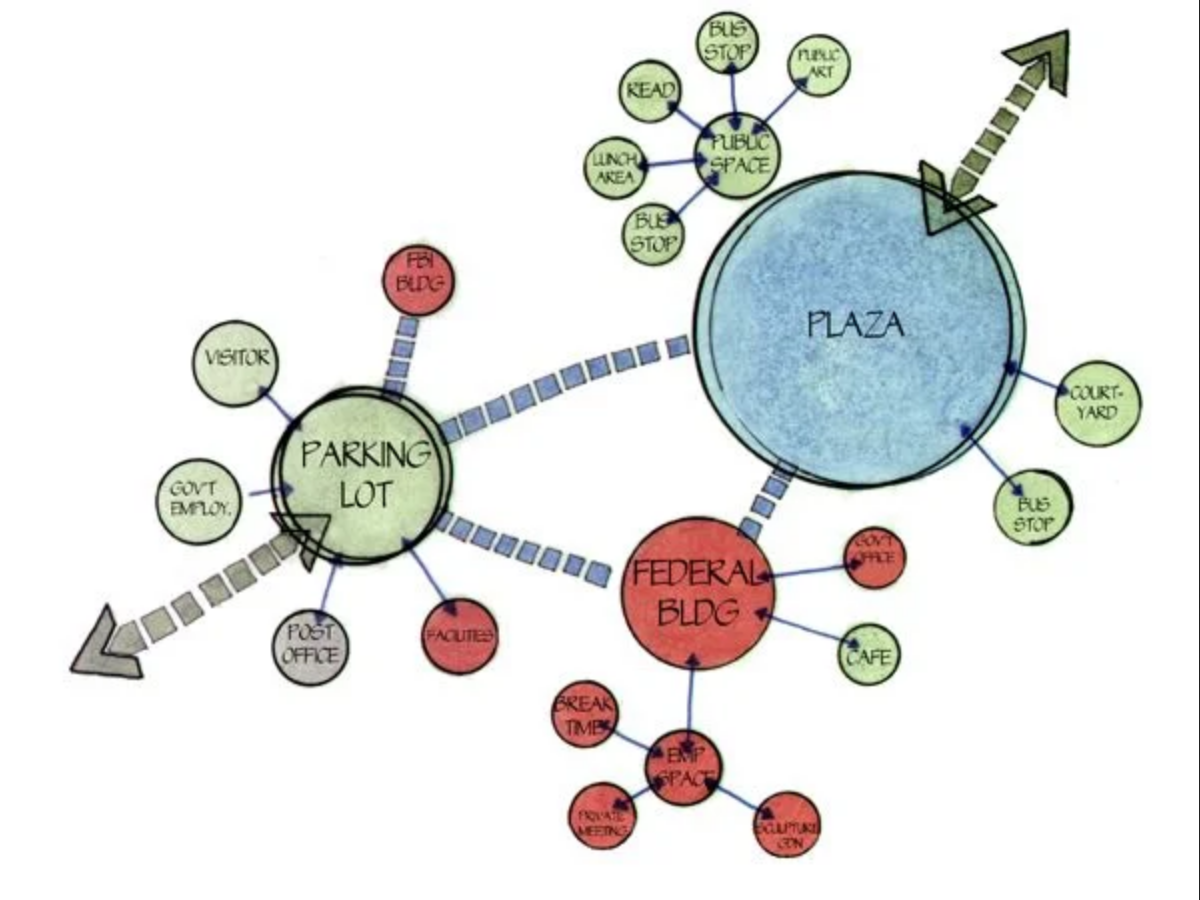 BUS
STOP
PUBLIC
ART
READ
PUBLIC
SPACE
LUNCH
AREA
BUS
STOP
FBI
BLDG
PLAZA
VISITOR
COURT-
YARD
PARKING
LOT
GOV'T
EMPLOY.
BUS
STOP
GOV'T
OFFICE
FEDERAL
BLDG
POST
OFFICE
FACILITIES
CAFE
BREAK
TIME
EMP
SPACE
PRIVATE
MEETING
SCULPTURE
GDN